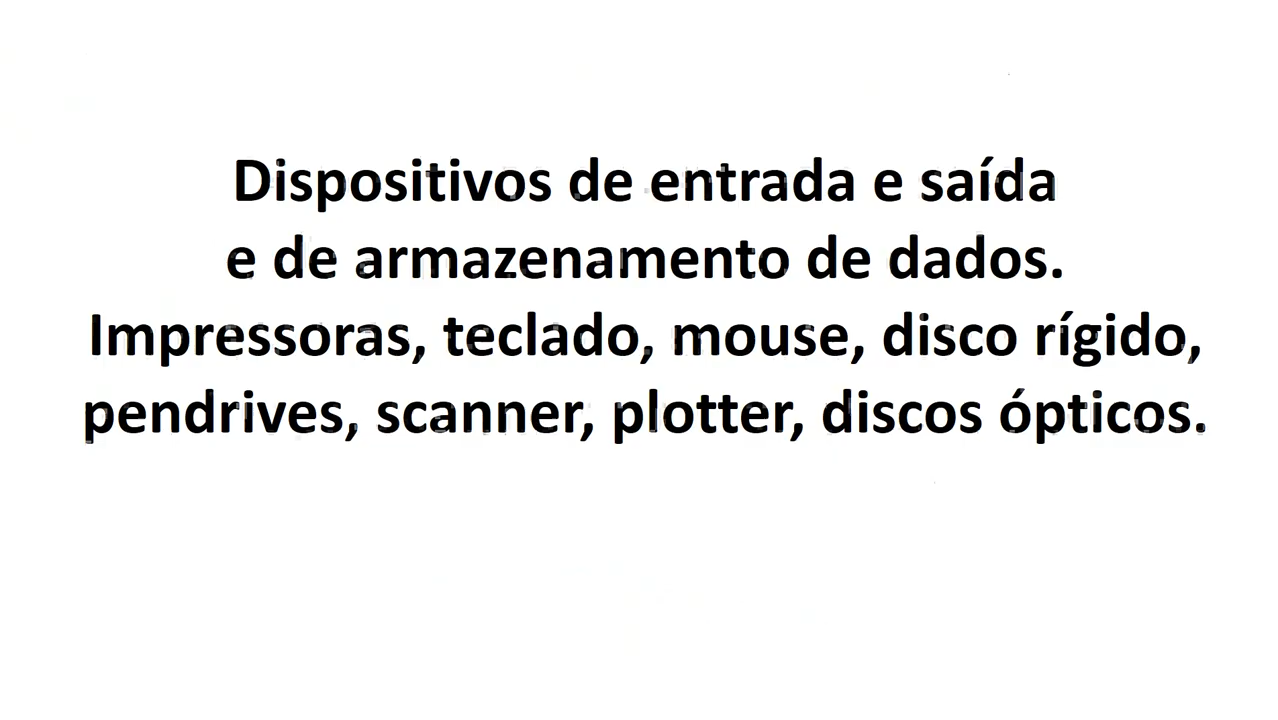 Dispositivos de entrada e saída
e de armazenamento de dados.
Impressoras, teclado, mouse, disco rígido,
pendrives, scanner, plotter, discos ópticos.